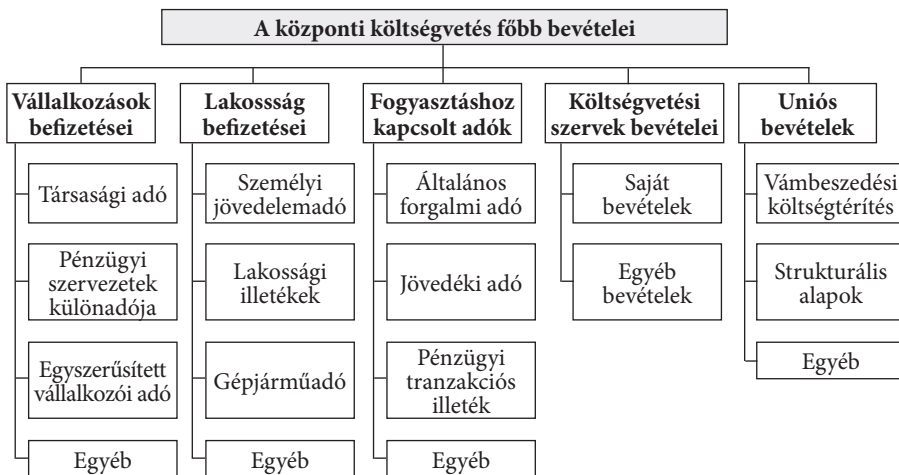 A központi költségvetés főbb bevételei
Vállalkozások
befizetései
Társasági adó
Pénzügyi
szervezetek
különadója
Egyszerűsített
vállalkozói adó
Egyéb
Lakossság
befizetései
Személyi
jövedelemadó
Lakossági
illetékek
Gépjárműadó
Egyéb
Fogyasztáshoz
kapcsolt adók
Általános
forgalmi adó
Jövedéki adó
Pénzügyi
tranzakciós
illeték
Egyéb
Költségvetési
szervek bevételei
Saját
bevételek
Egyéb
bevételek
Uniós
bevételek
Vámbeszedési
költségtérítés
Strukturális
alapok
Egyéb